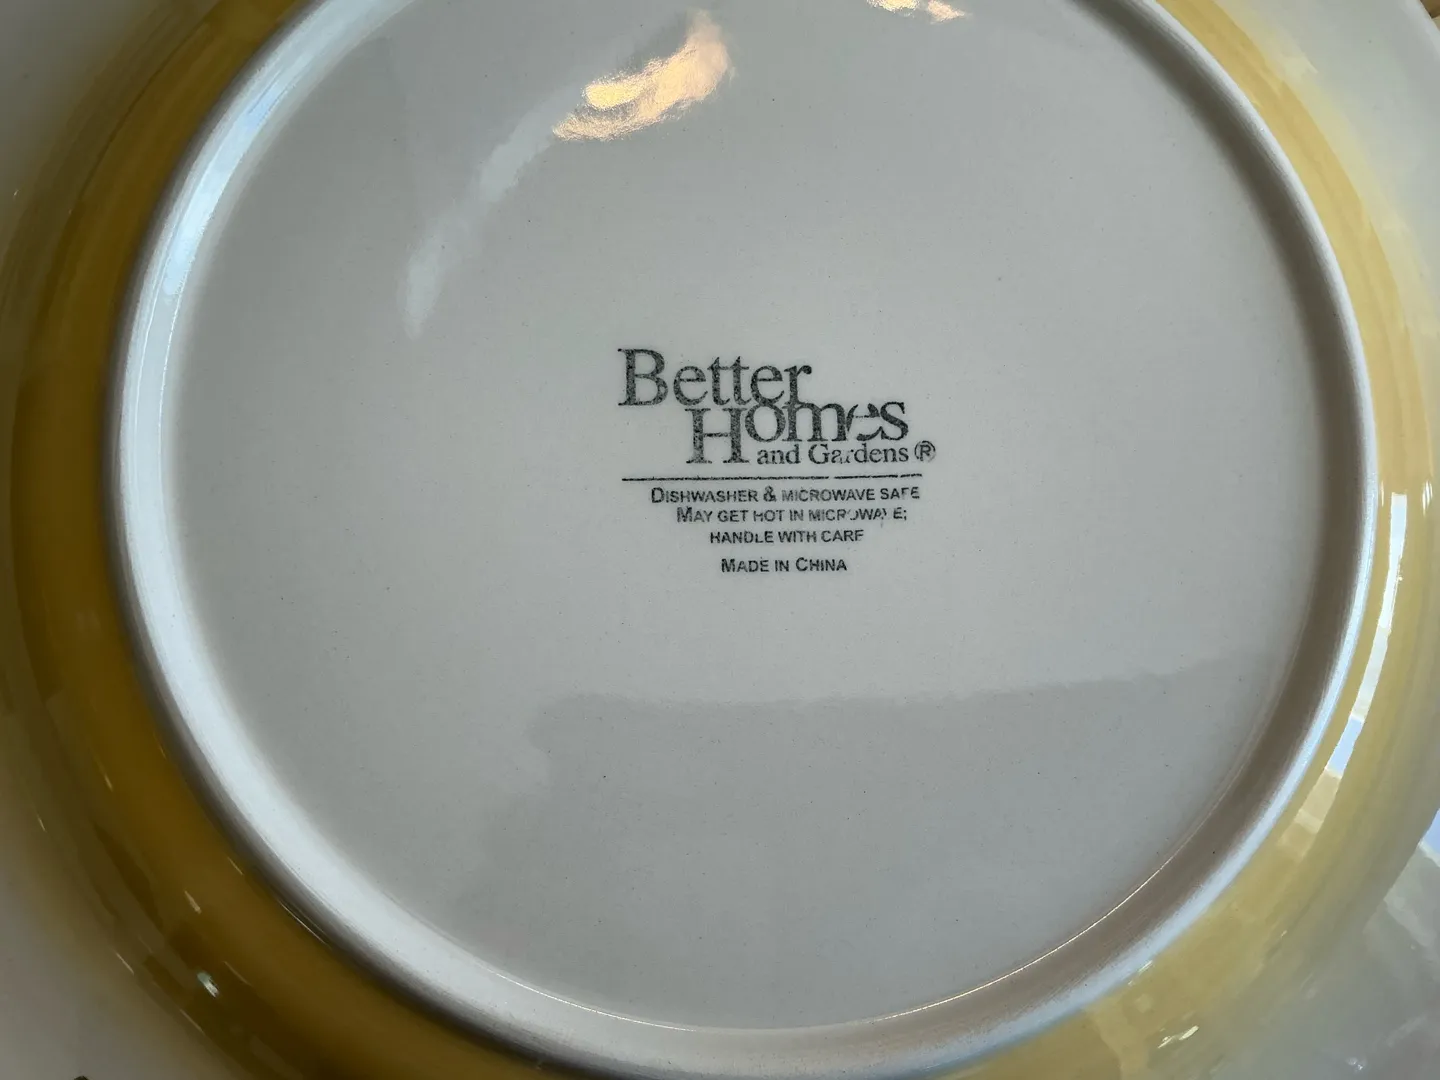 Better
Homes
and Gardens ®
DISHWASHER & MICROWAVE SAFE
MAY GET HOT IN MICROWAVE;
HANDLE WITH CARE
MADE IN CHINA